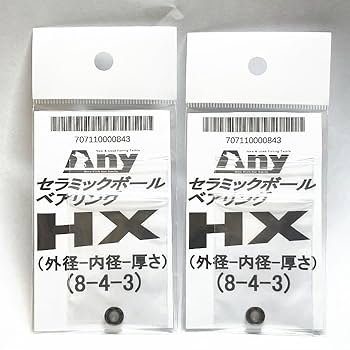 707110000843
Any
セラミックボール
ベアリング
HX
(外径-内径-厚さ)
(8-4-3)
707110000843
Any
セラミックボール
ベアリング
HX
(外径-内径-厚さ)
(8-4-3)